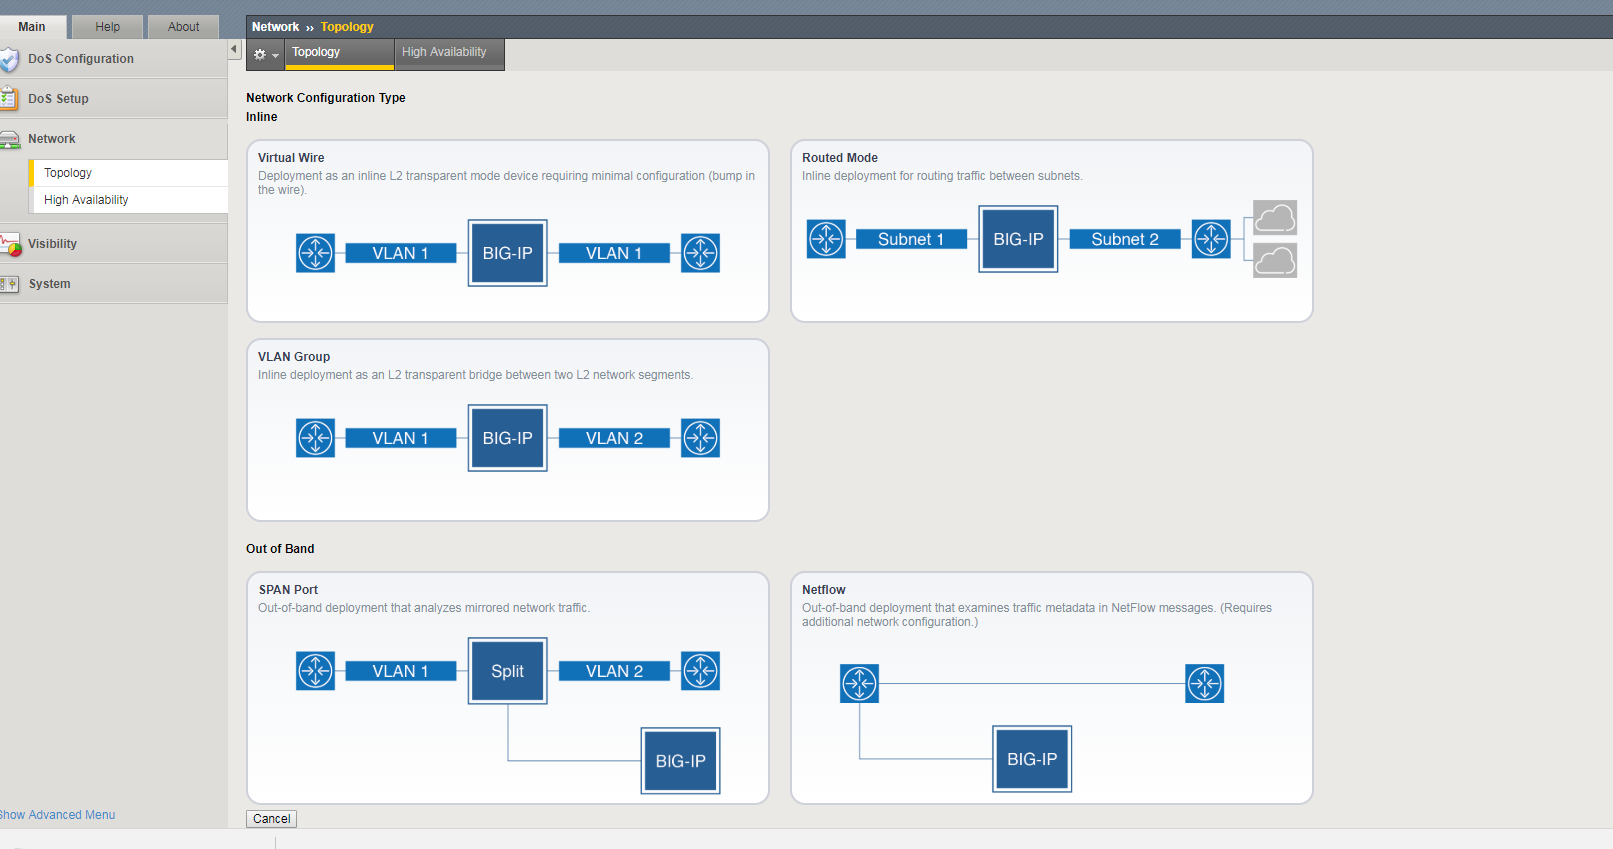 Main
Help
About
DoS Configuration
DoS Setup
Network
Topology
High Availability
Visibility
System
Show Advanced Menu
Network ›› Topology
Topology
High Availability
Network Configuration Type
Inline
Virtual Wire
Deployment as an inline L2 transparent mode device requiring minimal configuration (bump in
the wire).
VLAN 1
BIG-IP
VLAN 1
Routed Mode
Inline deployment for routing traffic between subnets.
Subnet 1
BIG-IP
Subnet 2
VLAN Group
Inline deployment as an L2 transparent bridge between two L2 network segments.
VLAN 1
BIG-IP
VLAN 2
Out of Band
SPAN Port
Out-of-band deployment that analyzes mirrored network traffic.
VLAN 1
Split
VLAN 2
BIG-IP
Netflow
Out-of-band deployment that examines traffic metadata in NetFlow messages. (Requires
additional network configuration.)
BIG-IP
Cancel